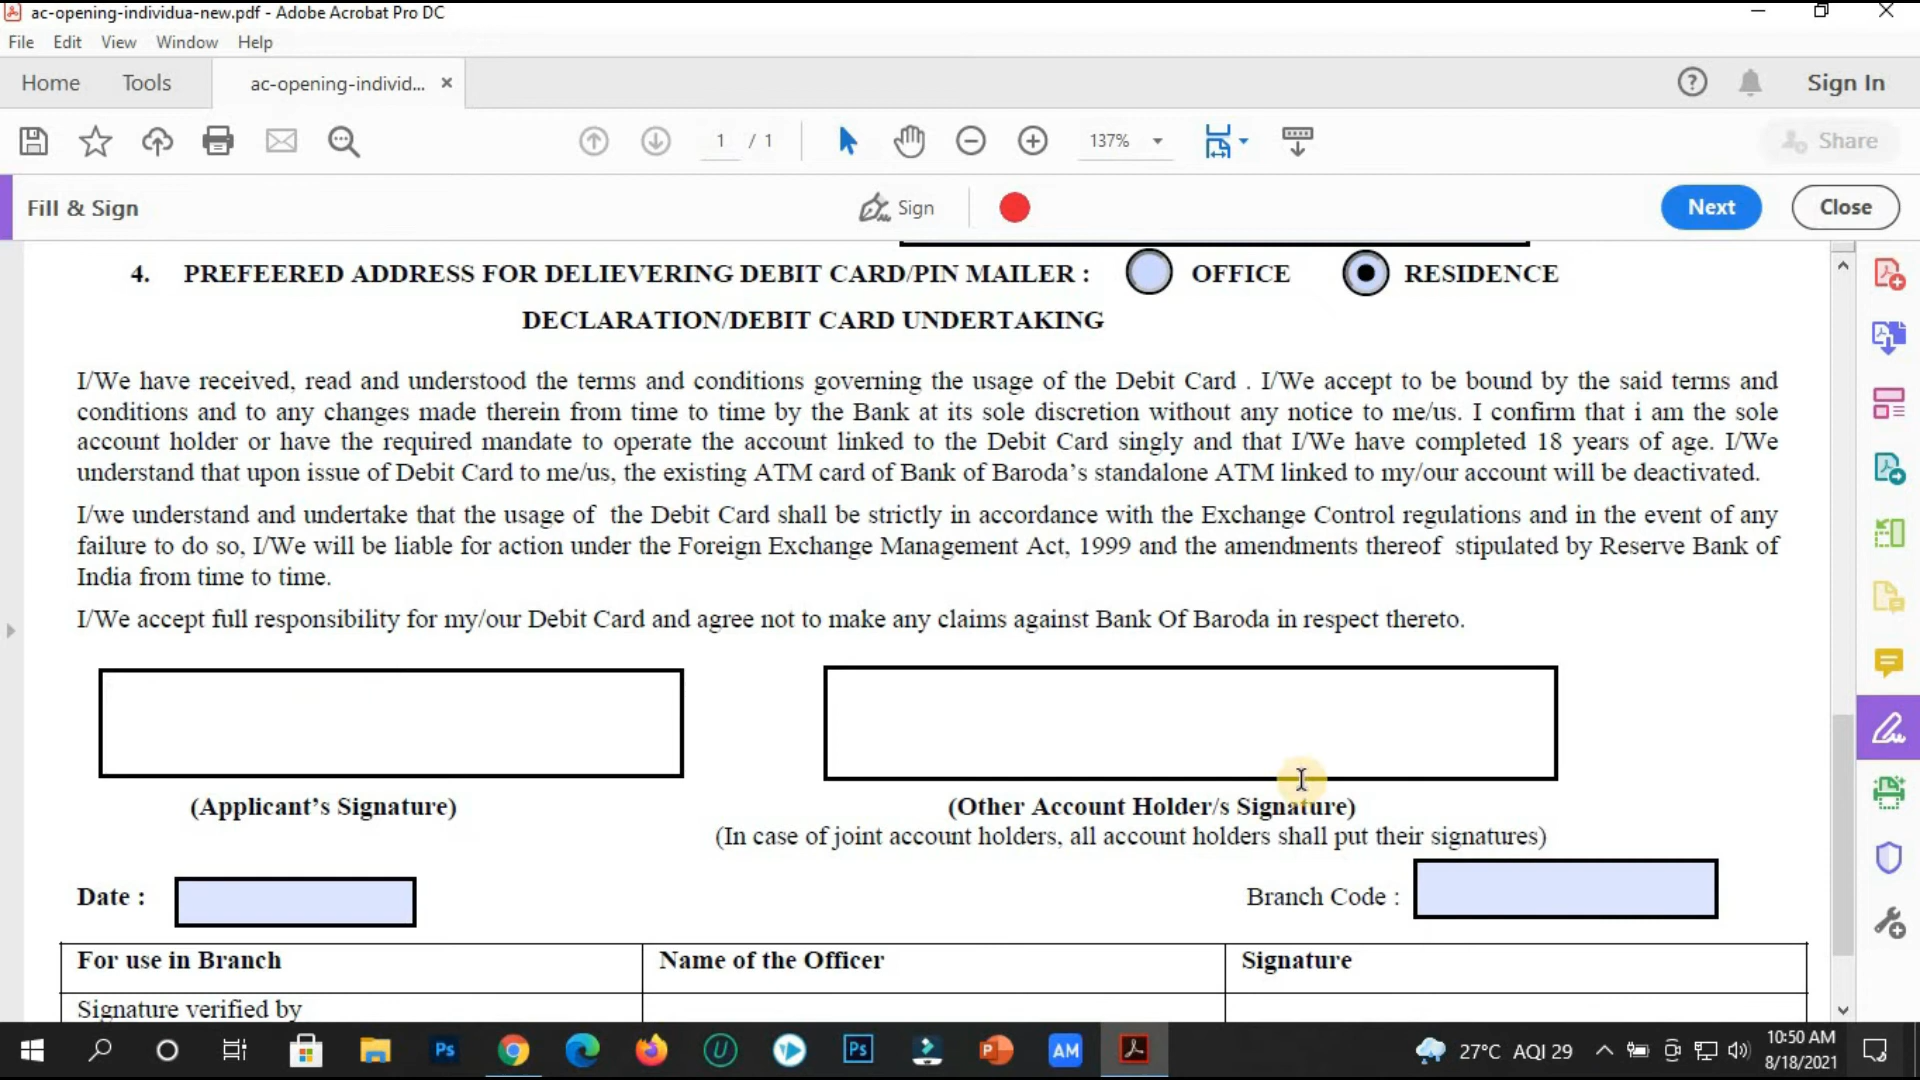 ac-opening-individua-new.pdf - Adobe Acrobat Pro DC
File Edit View Window Help
Home Tools ac-opening-individ... Sign In
1 / 1 137% Share
Fill & Sign Sign Next Close
4. PREFEERED ADDRESS FOR DELIEVERING DEBIT CARD/PIN MAILER : OFFICE RESIDENCE
DECLARATION/DEBIT CARD UNDERTAKING
I/We have received, read and understood the terms and conditions governing the usage of the Debit Card . I/We accept to be bound by the said terms and
conditions and to any changes made therein from time to time by the Bank at its sole discretion without any notice to me/us. I confirm that i am the sole
account holder or have the required mandate to operate the account linked to the Debit Card singly and that I/We have completed 18 years of age. I/We
understand that upon issue of Debit Card to me/us, the existing ATM card of Bank of Baroda’s standalone ATM linked to my/our account will be deactivated.
I/we understand and undertake that the usage of the Debit Card shall be strictly in accordance with the Exchange Control regulations and in the event of any
failure to do so, I/We will be liable for action under the Foreign Exchange Management Act, 1999 and the amendments thereof stipulated by Reserve Bank of
India from time to time.
I/We accept full responsibility for my/our Debit Card and agree not to make any claims against Bank Of Baroda in respect thereto.
(Applicant’s Signature) (Other Account Holder/s Signature)
(In case of joint account holders, all account holders shall put their signatures)
Date : Branch Code :
For use in Branch Name of the Officer Signature
Signature verified by
Ps Ps P AM 27°C AQI 29 10:50 AM
8/18/2021